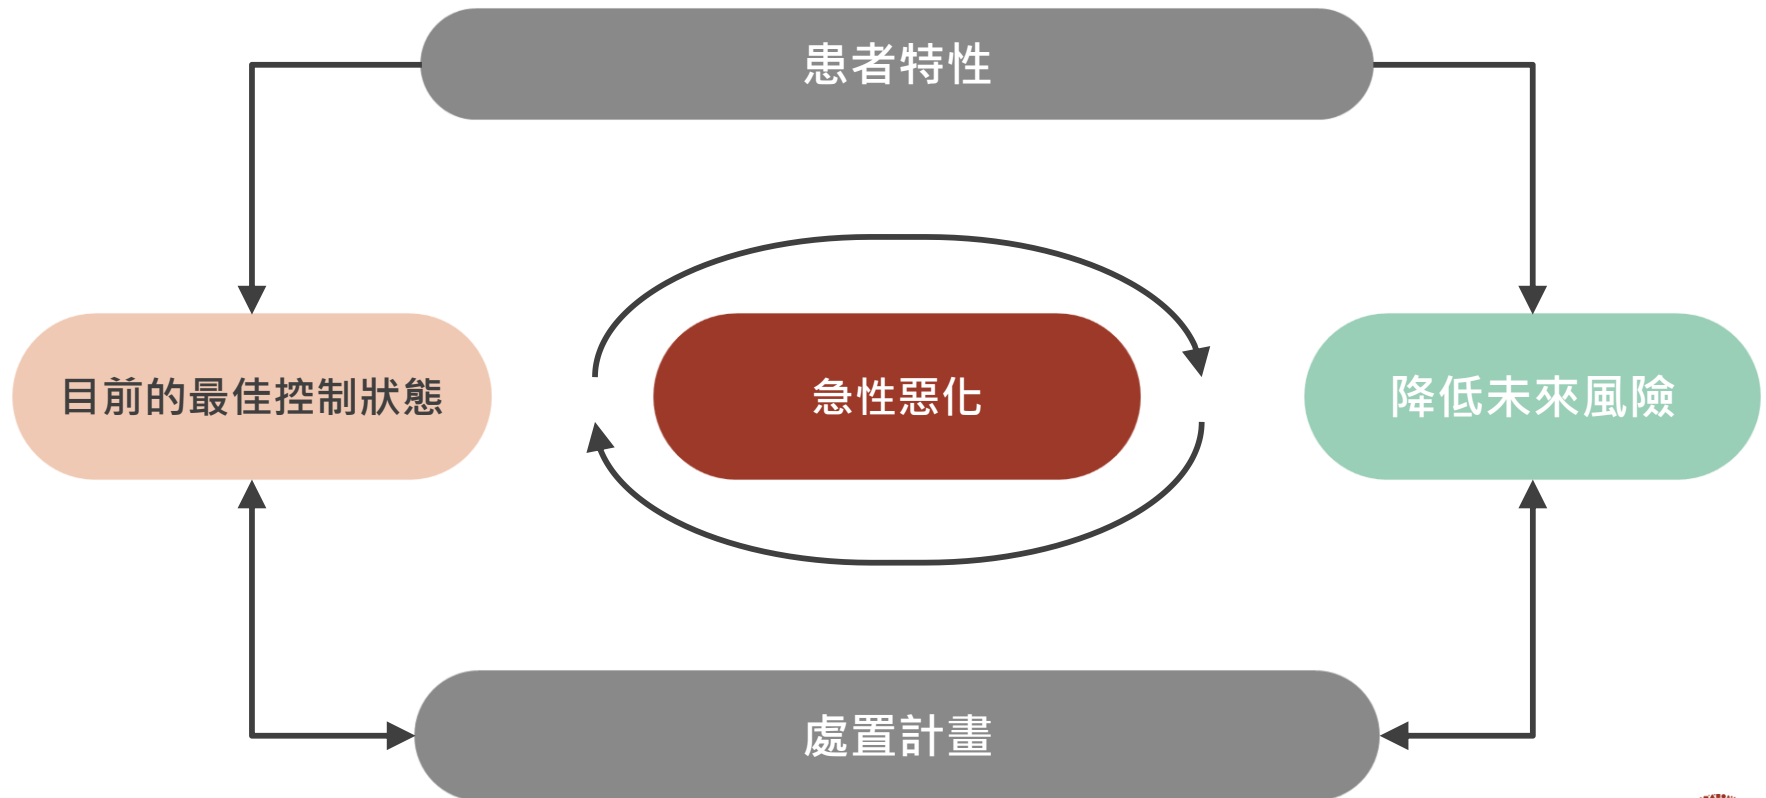 患者特性
目前的最佳控制狀態
急性惡化
降低未來風險
處置計畫